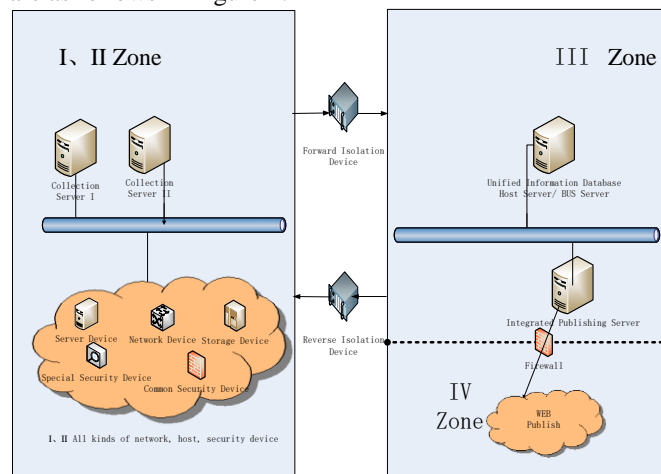 I、II Zone
Collection
Server I
Collection
Server II
Server Device
Network Device
Storage Device
Special Security Device
Common Security Device
I、II All kinds of network, host, security device
Forward Isolation
Device
Reverse Isolation
Device
III Zone
Unified Information Database
Host Server/ BUS Server
Integrated Publishing Server
Firewall
IV
Zone
WEB
Publish